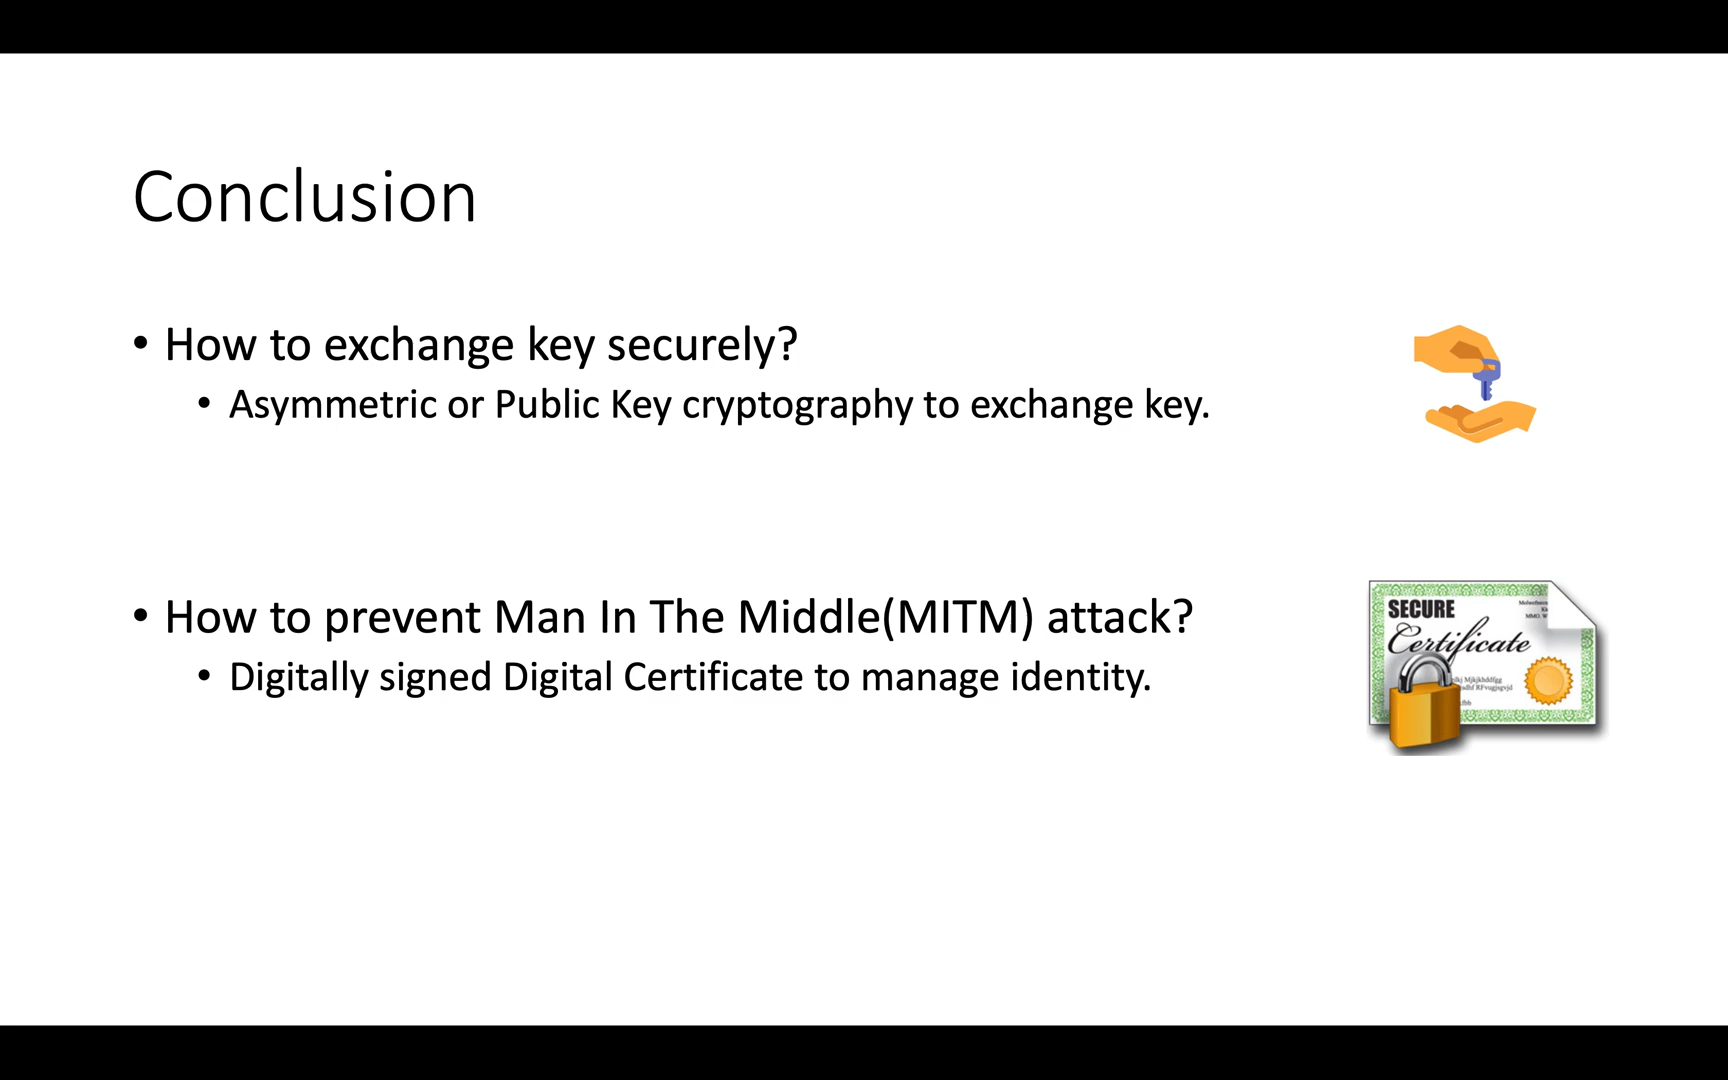 Conclusion
• How to exchange key securely?
• Asymmetric or Public Key cryptography to exchange key.
• How to prevent Man In The Middle(MITM) attack?
• Digitally signed Digital Certificate to manage identity.
SECURE
Certificate